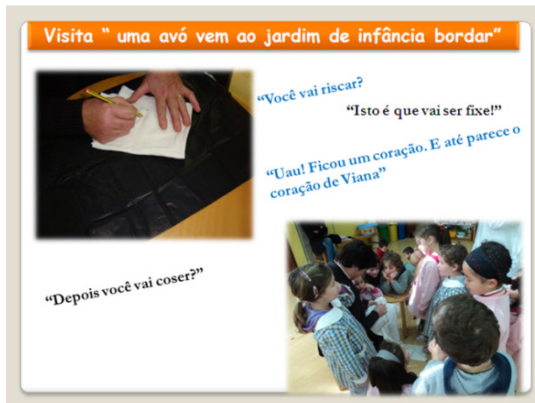 Visita “ uma avó vem ao jardim de infância bordar”
“Você vai riscar?
“Isto é que vai ser fixe!”
“Uau! Ficou um coração. E até parece o
coração de Viana”
“Depois você vai coser?”